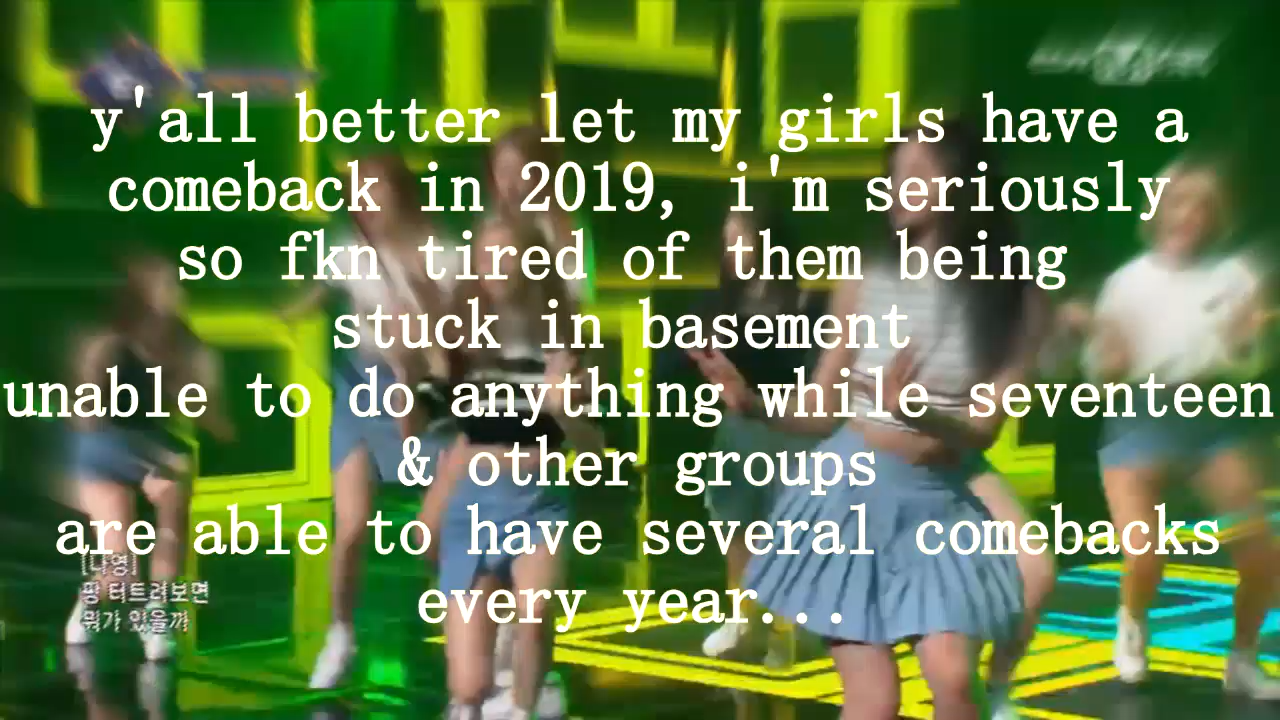 y'all better let my girls have a
comeback in 2019, i'm seriously
so fkn tired of them being
stuck in basement
unable to do anything while seventeen
& other groups
are able to have several comebacks
every year...
[나영]
펑 터트려보면
뭐가 있을까